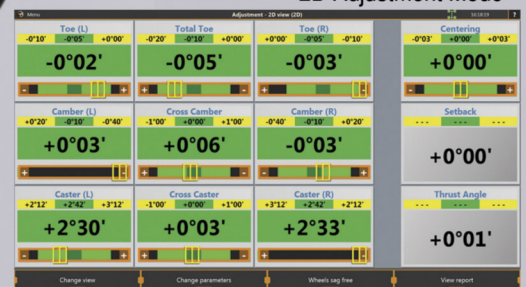 2D Adjustment Mode
Menu Adjustment - 2D view (2D) 16:18:19 ?
Toe (L) Total Toe Toe (R) Centering
-0°10' -0°05' +0°00' -0°20' -0°10' +0°00' +0°00' -0°05' -0°10' -0°03' +0°00' +0°03'
-0°02' -0°05' -0°03' +0°00'
- + - + + - - +
Camber (L) Cross Camber Camber (R) Setback
+0°20' -0°10' -0°40' -1°00' +0°00' +1°00' -0°40' -0°10' +0°20' --- --- ---
+0°03' +0°06' -0°03' +0°00'
+ - - + - +
Caster (L) Cross Caster Caster (R) Thrust Angle
+2°12' +2°42' +3°12' -1°00' +0°00' +1°00' +3°12' +2°42' +2°12' --- --- ---
+2°30' +0°03' +2°33' +0°01'
- + - + + -
Change view Change parameters Wheels sag free View report